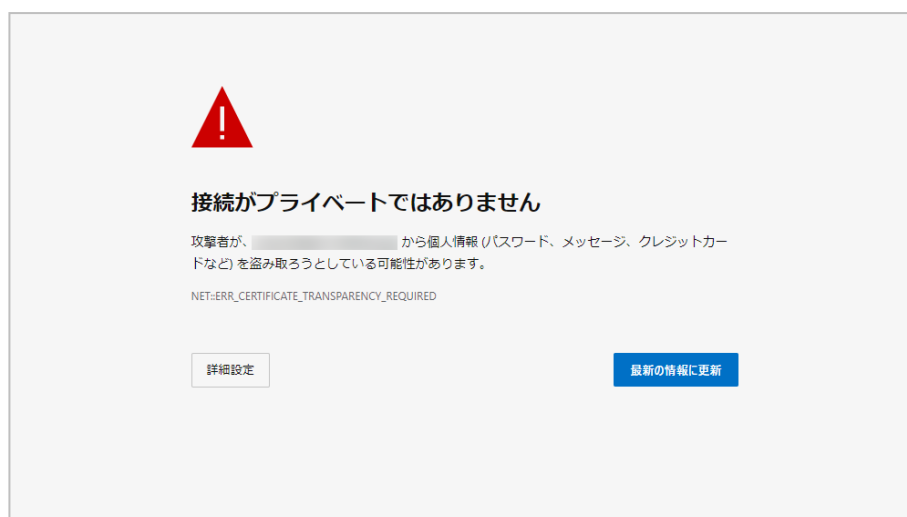 接続がプライベートではありません
攻撃者が、 から個人情報 (パスワード、メッセージ、クレジットカー
ドなど) を盗み取ろうとしている可能性があります。
NET::ERR_CERTIFICATE_TRANSPARENCY_REQUIRED
詳細設定
最新の情報に更新